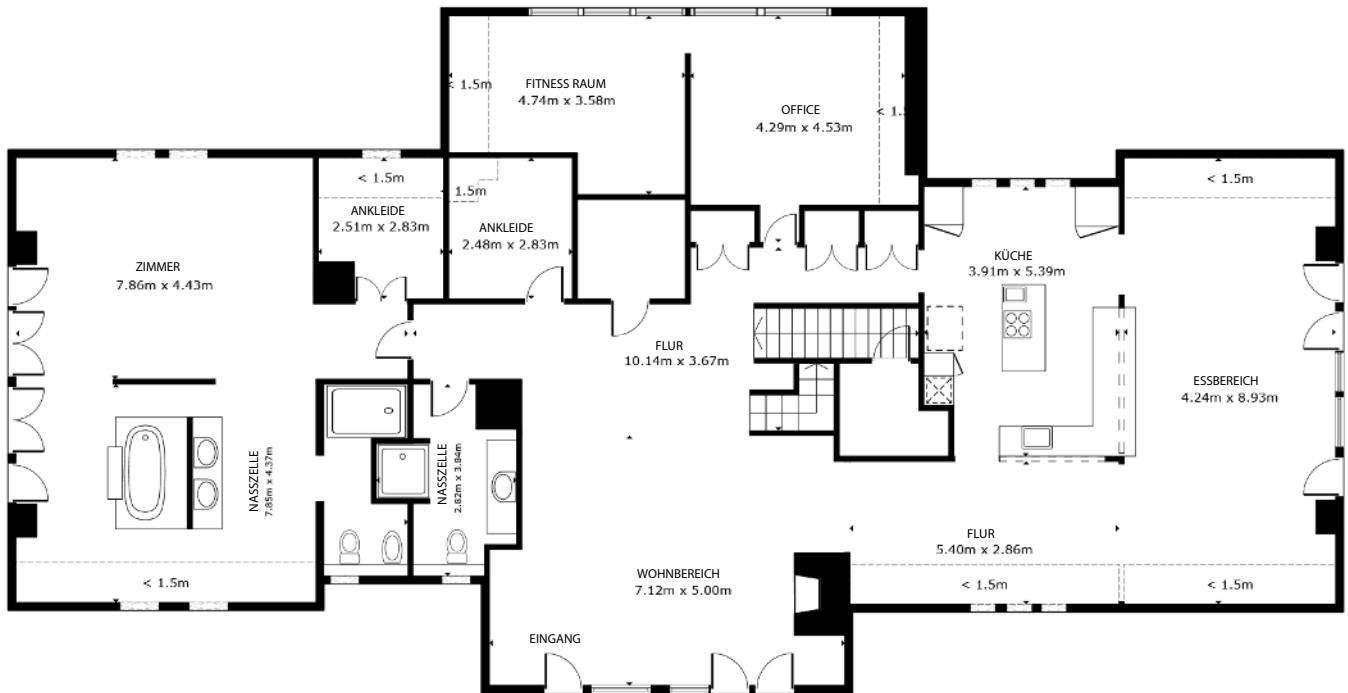 FITNESS RAUM
4.74m x 3.58m
< 1.5m
OFFICE
4.29m x 4.53m
< 1.
< 1.5m
ANKLEIDE
2.51m x 2.83m
1.5m
ANKLEIDE
2.48m x 2.83m
< 1.5m
ZIMMER
7.86m x 4.43m
KÜCHE
3.91m x 5.39m
FLUR
10.14m x 3.67m
ESSBEREICH
4.24m x 8.93m
NASSZELLE
7.85m x 4.37m
NASSZELLE
2.82m x 3.84m
FLUR
5.40m x 2.86m
WOHNBEREICH
7.12m x 5.00m
< 1.5m
< 1.5m
< 1.5m
EINGANG